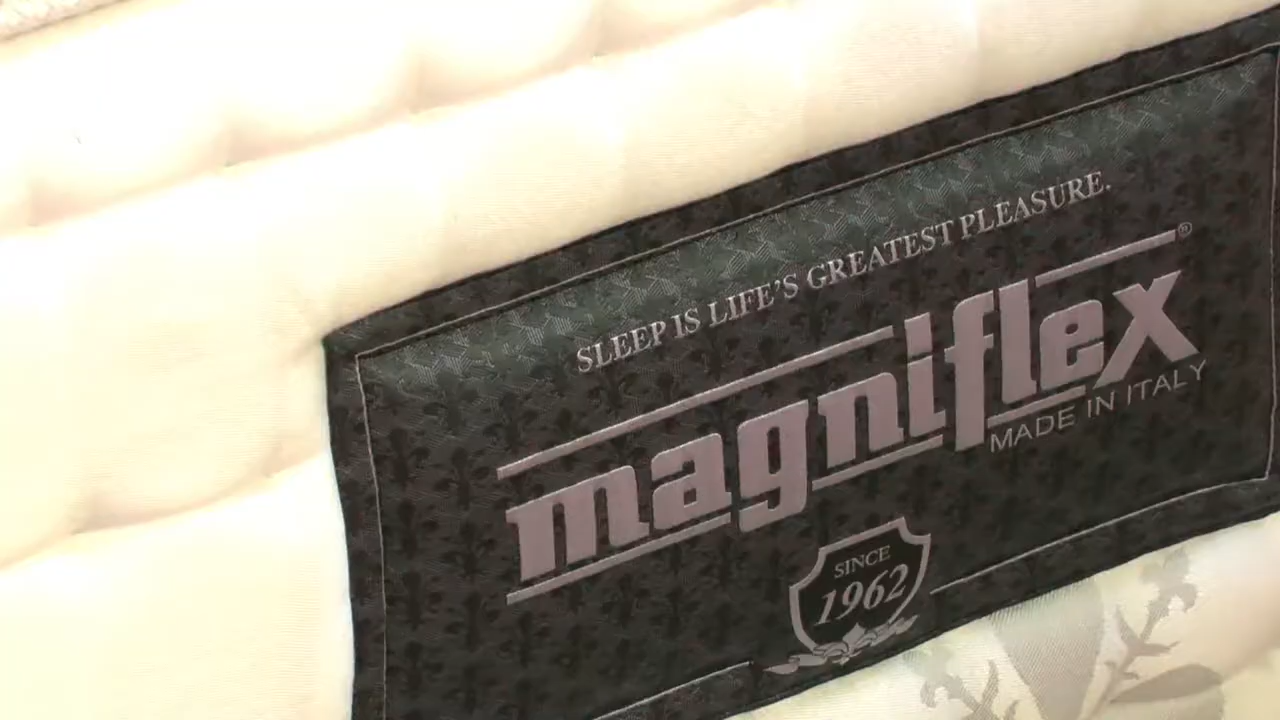 SLEEP IS LIFE'S GREATEST PLEASURE.
magniflex®
MADE IN ITALY
SINCE
1962